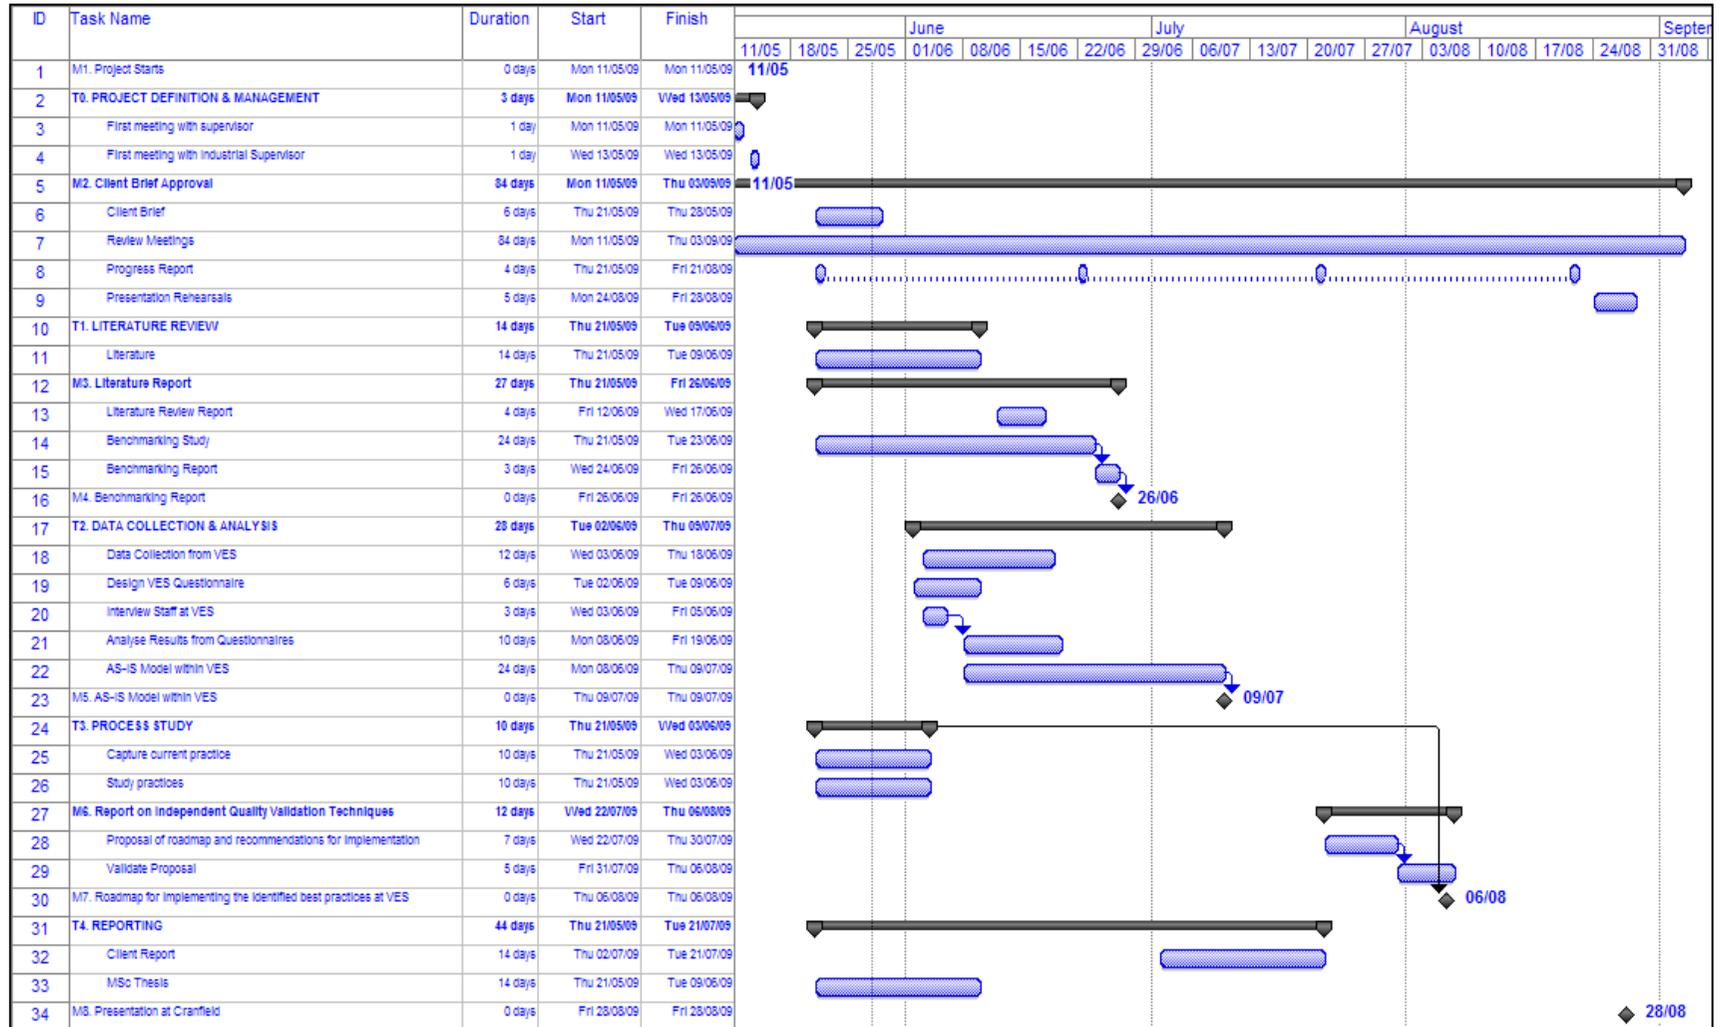 ID Task Name Duration Start Finish
June July August Septer
11/05 18/05 25/05 01/06 08/06 15/06 22/06 29/06 06/07 13/07 20/07 27/07 03/08 10/08 17/08 24/08 31/08
1 M1. Project Starts 0 days Mon 11/05/09 Mon 11/05/09 11/05
2 T0. PROJECT DEFINITION & MANAGEMENT 3 days Mon 11/05/09 Wed 13/05/09
3 First meeting with supervisor 1 day Mon 11/05/09 Mon 11/05/09
4 First meeting with Industrial Supervisor 1 day Wed 13/05/09 Wed 13/05/09
5 M2. Client Brief Approval 84 days Mon 11/05/09 Thu 03/09/09 11/05
6 Client Brief 6 days Thu 21/05/09 Thu 28/05/09
7 Review Meetings 84 days Mon 11/05/09 Thu 03/09/09
8 Progress Report 4 days Thu 21/05/09 Fri 21/08/09
9 Presentation Rehearsals 5 days Mon 24/08/09 Fri 28/08/09
10 T1. LITERATURE REVIEW 14 days Thu 21/05/09 Tue 09/06/09
11 Literature 14 days Thu 21/05/09 Tue 09/06/09
12 M3. Literature Report 27 days Thu 21/05/09 Fri 26/06/09
13 Literature Review Report 4 days Fri 12/06/09 Wed 17/06/09
14 Benchmarking Study 24 days Thu 21/05/09 Tue 23/06/09
15 Benchmarking Report 3 days Wed 24/06/09 Fri 26/06/09
16 M4. Benchmarking Report 0 days Fri 26/06/09 Fri 26/06/09 26/06
17 T2. DATA COLLECTION & ANALYSIS 28 days Tue 02/06/09 Thu 09/07/09
18 Data Collection from VES 12 days Wed 03/06/09 Thu 18/06/09
19 Design VES Questionnaire 6 days Tue 02/06/09 Tue 09/06/09
20 Interview Staff at VES 3 days Wed 03/06/09 Fri 05/06/09
21 Analyse Results from Questionnaires 10 days Mon 08/06/09 Fri 19/06/09
22 AS-IS Model within VES 24 days Mon 08/06/09 Thu 09/07/09
23 M5. AS-IS Model within VES 0 days Thu 09/07/09 Thu 09/07/09 09/07
24 T3. PROCESS STUDY 10 days Thu 21/05/09 Wed 03/06/09
25 Capture current practice 10 days Thu 21/05/09 Wed 03/06/09
26 Study practices 10 days Thu 21/05/09 Wed 03/06/09
27 M6. Report on Independent Quality Validation Techniques 12 days Wed 22/07/09 Thu 06/08/09
28 Proposal of roadmap and recommendations for implementation 7 days Wed 22/07/09 Thu 30/07/09
29 Validate Proposal 5 days Fri 31/07/09 Thu 06/08/09
30 M7. Roadmap for implementing the identified best practices at VES 0 days Thu 06/08/09 Thu 06/08/09 06/08
31 T4. REPORTING 44 days Thu 21/05/09 Tue 21/07/09
32 Client Report 14 days Thu 02/07/09 Tue 21/07/09
33 MSc Thesis 14 days Thu 21/05/09 Tue 09/06/09
34 M8. Presentation at Cranfield 0 days Fri 28/08/09 Fri 28/08/09 28/08